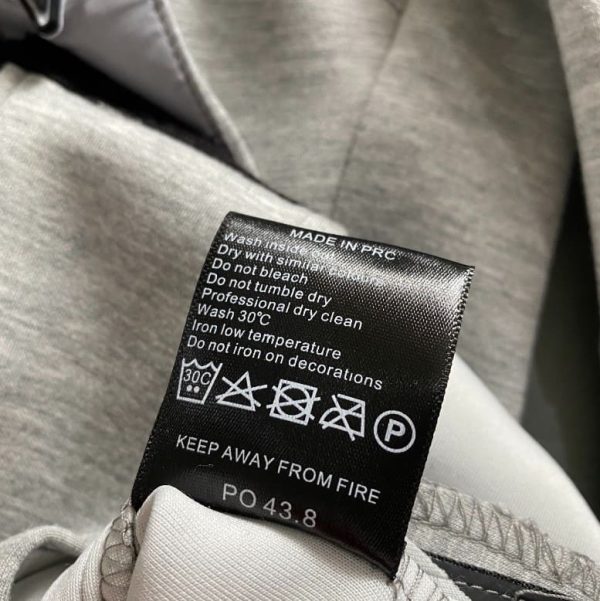 MADE IN PRC
Wash inside
Dry with similar colours
Do not bleach
Do not tumble dry
Professional dry clean
Wash 30°C
Iron low temperature
Do not iron on decorations
30C
P
KEEP AWAY FROM FIRE
PO 43.8